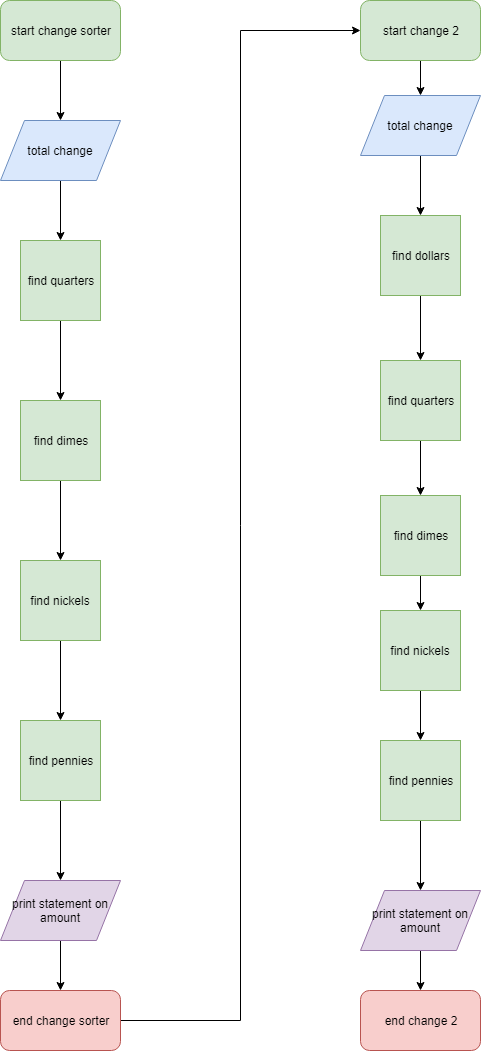 start change sorter
total change
find quarters
find dimes
find nickels
find pennies
print statement on
amount
end change sorter
start change 2
total change
find dollars
find quarters
find dimes
find nickels
find pennies
print statement on
amount
end change 2